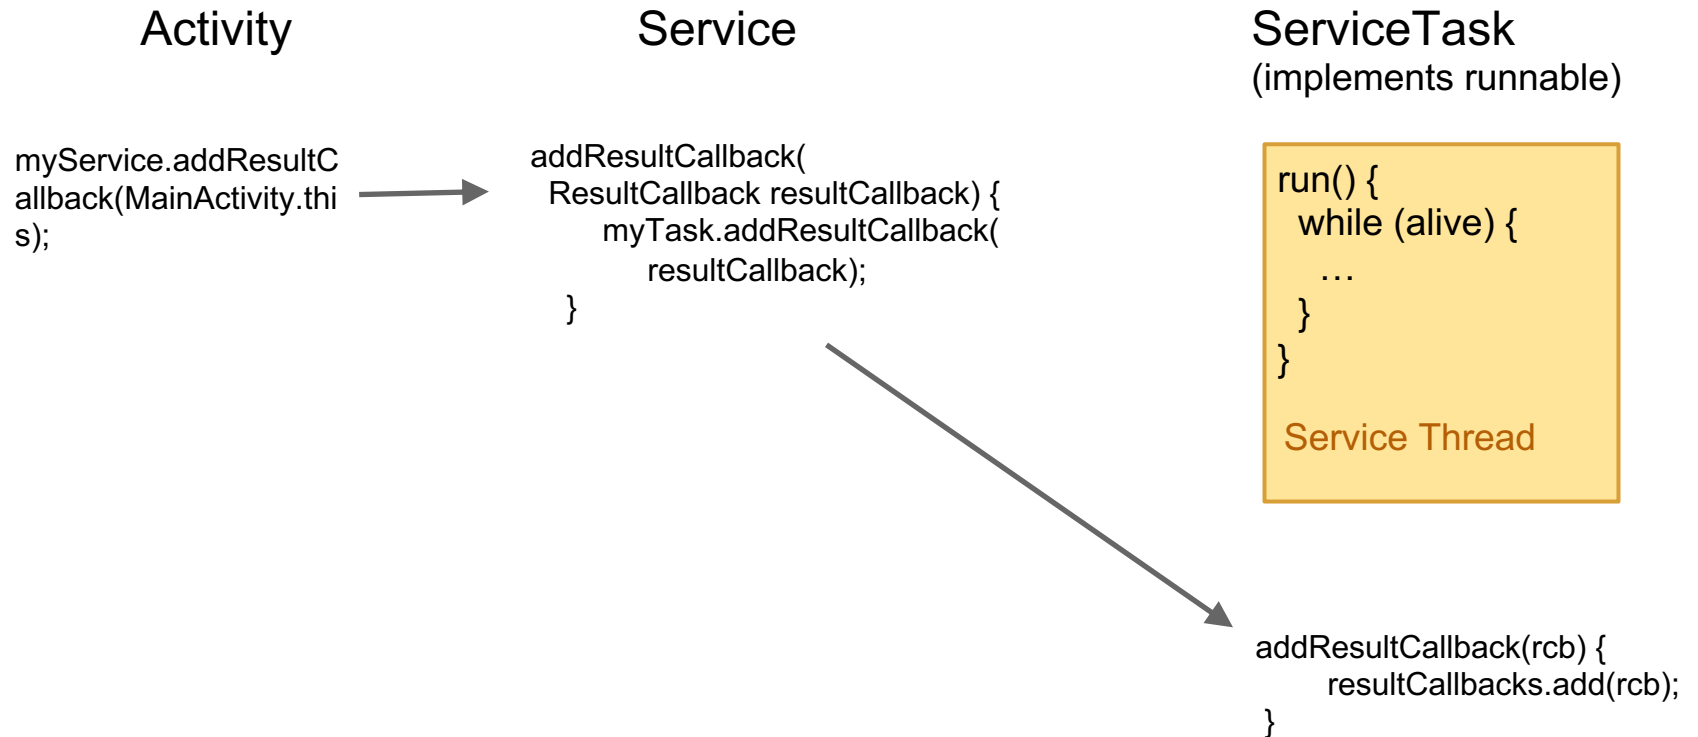 Activity
Service
ServiceTask
(implements runnable)
myService.addResultC
allback(MainActivity.thi
s);
addResultCallback(
ResultCallback resultCallback) {
myTask.addResultCallback(
resultCallback);
}
run() {
while (alive) {
…
}
}
Service Thread
addResultCallback(rcb) {
resultCallbacks.add(rcb);
}